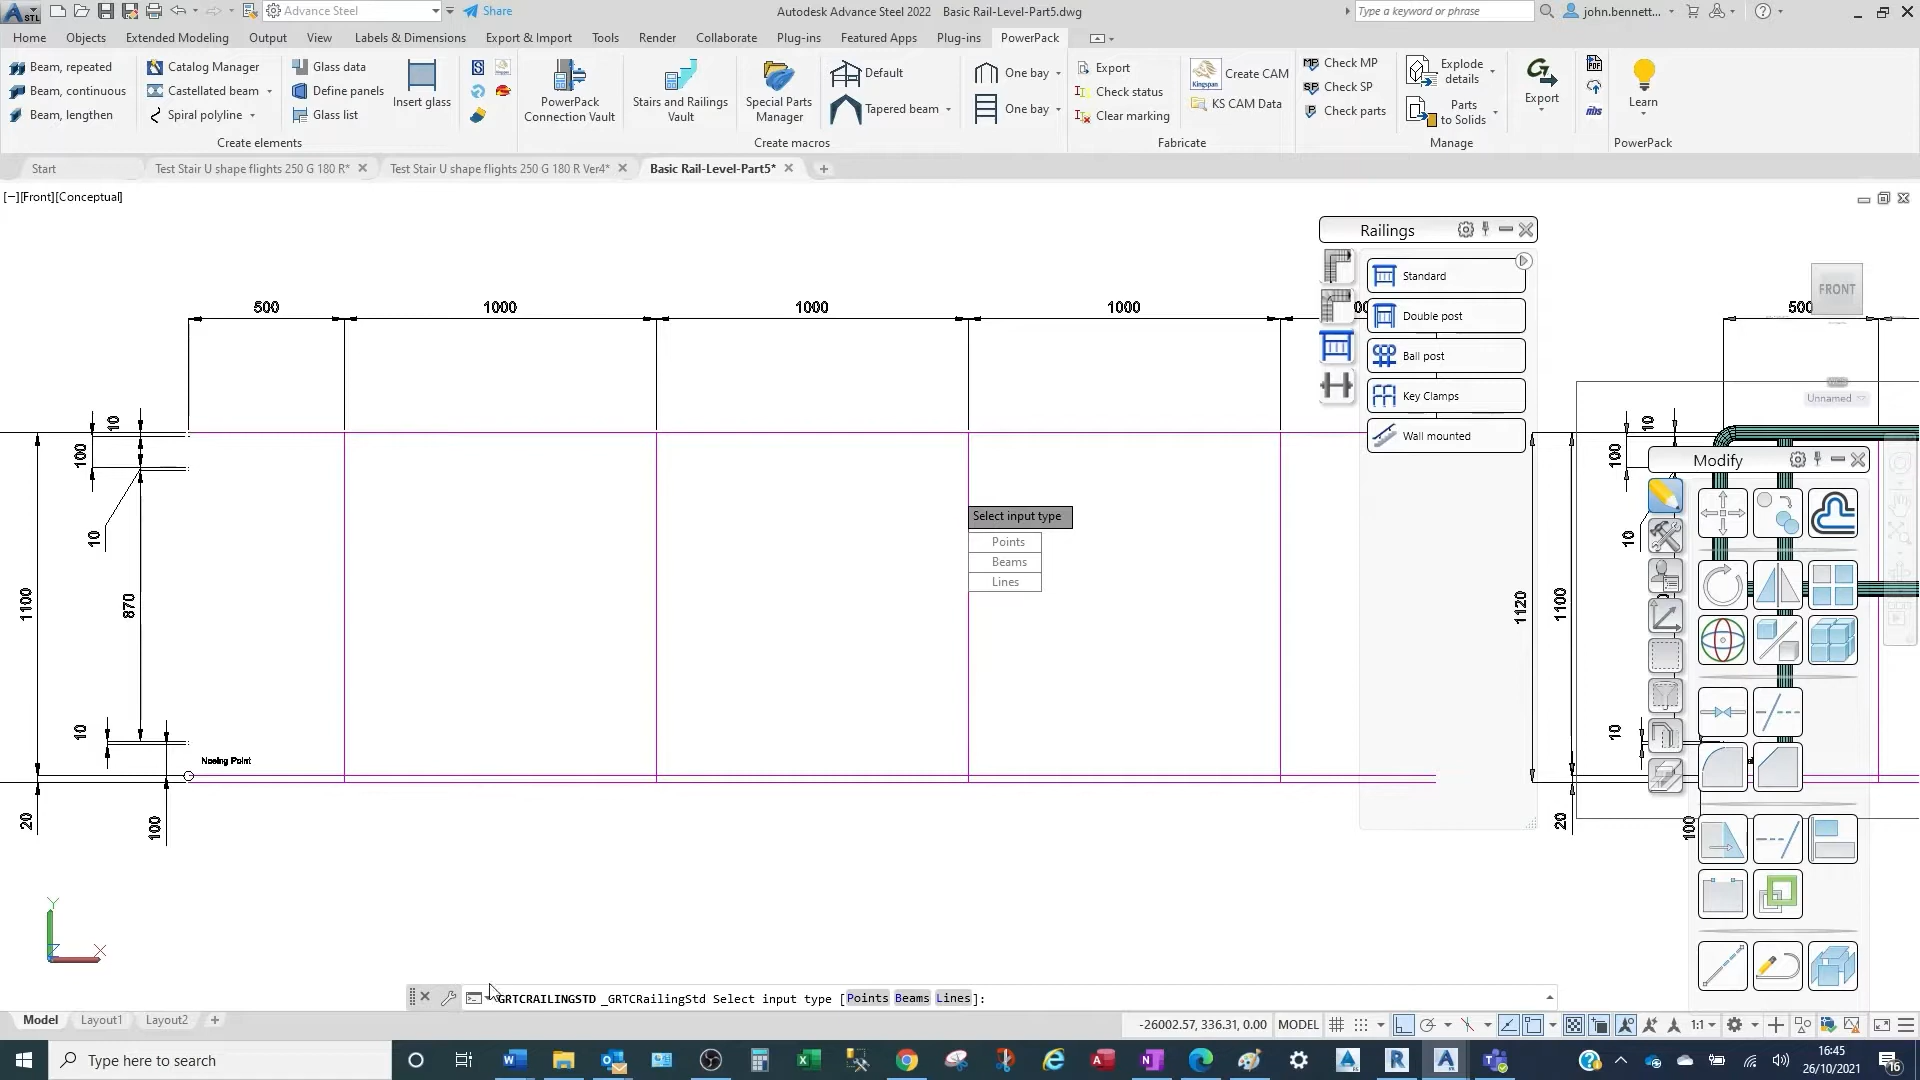 STL
Advance Steel
Share
Autodesk Advance Steel 2022 Basic Rail-Level-Part5.dwg
Type a keyword or phrase
john.bennett...
Home Objects Extended Modeling Output View Labels & Dimensions Export & Import Tools Render Collaborate Plug-ins Featured Apps Plug-ins PowerPack
Beam, repeated
Beam, continuous
Beam, lengthen
Catalog Manager
Castellated beam
Spiral polyline
Glass data
Define panels
Glass list
Insert glass
Create elements
PowerPack
Connection Vault
Stairs and Railings
Vault
Special Parts
Manager
Default
Tapered beam
One bay
One bay
Create macros
Export
Check status
Clear marking
Kingspan
Create CAM
KS CAM Data
Fabricate
Check MP
Check SP
Check parts
Explode
details
Parts
to Solids
Manage
Export
Learn
PowerPack
Start
Test Stair U shape flights 250 G 180 R*
Test Stair U shape flights 250 G 180 R Ver4*
Basic Rail-Level-Part5*
[−][Front][Conceptual]
Railings
Standard
Double post
Ball post
Key Clamps
Wall mounted
FRONT
Unnamed
Modify
500 1000 1000 1000 500
10
100
10
1100
870
10
20
100
Nosing Point
1120
1100
10
100
10
10
20
100
Select input type
Points
Beams
Lines
Y
X
Z
GRTCRAILINGSTD _GRTCRailingStd Select input type [Points Beams Lines]:
Model Layout1 Layout2
-26002.57, 336.31, 0.00 MODEL 1:1
Type here to search
16:45
26/10/2021
16